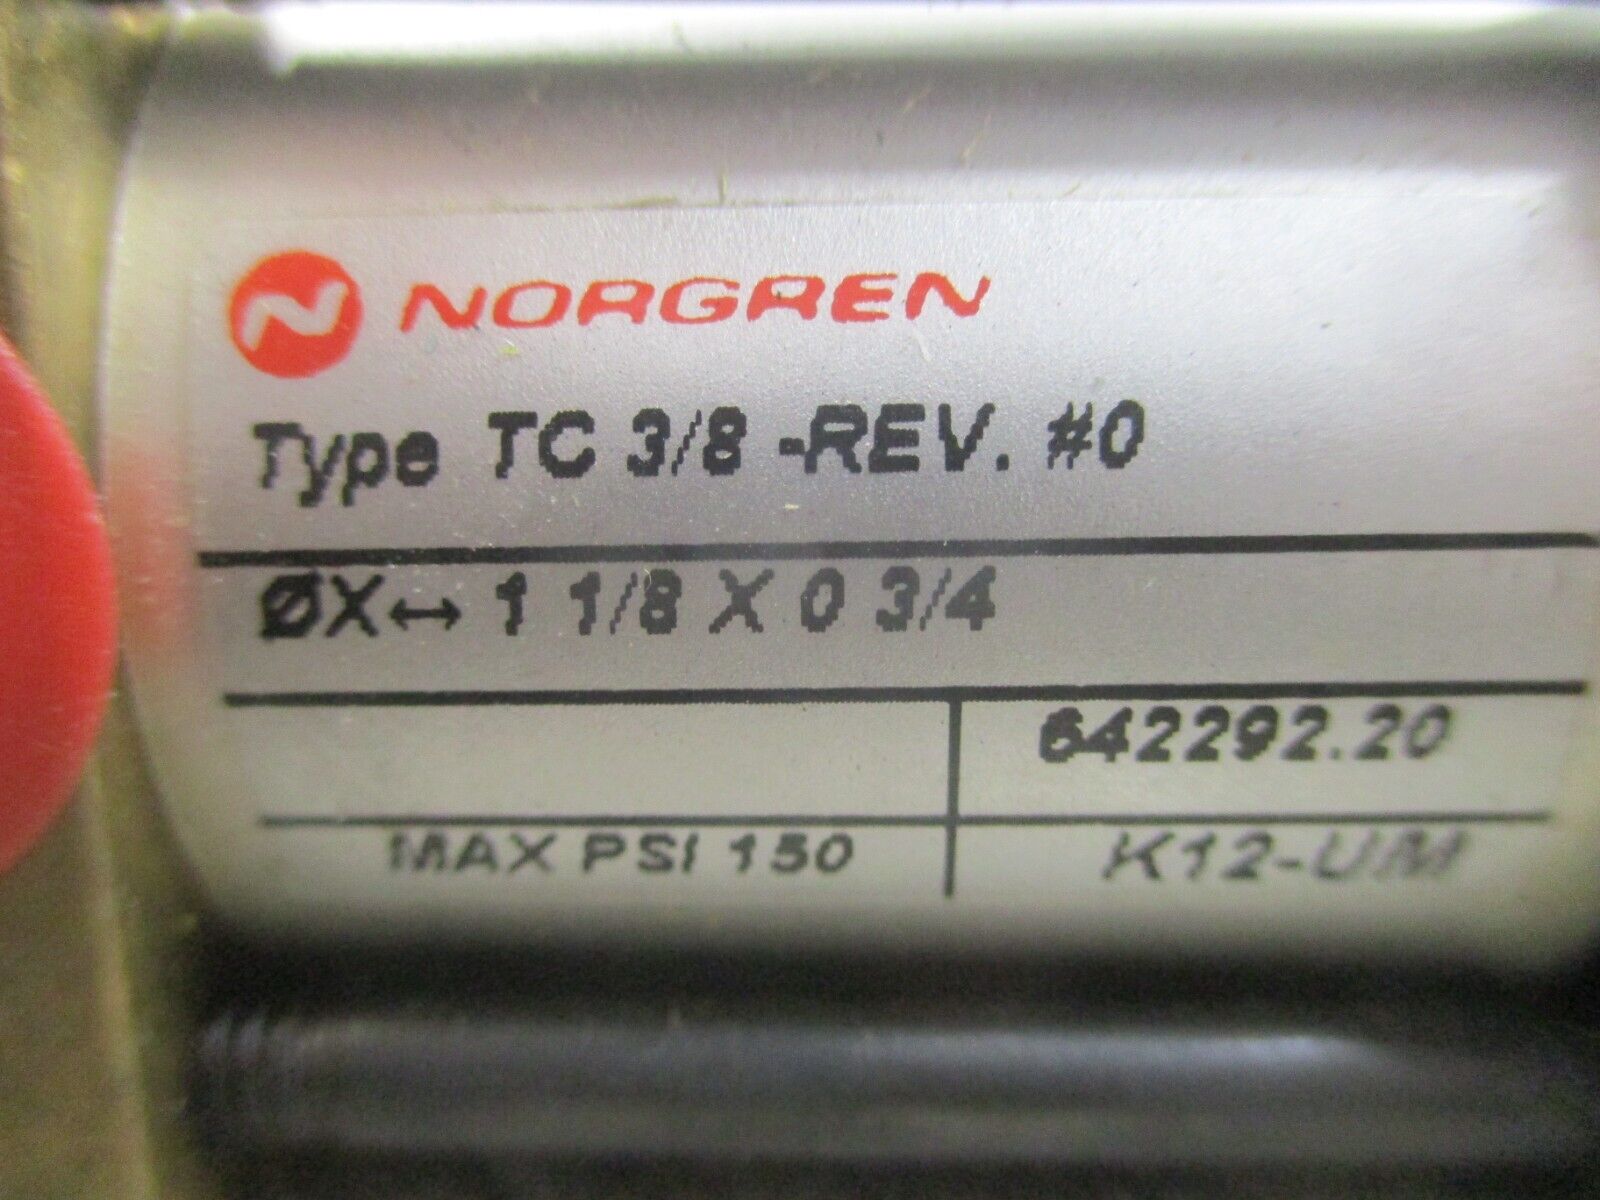 NORGREN
Type TC 3/8 -REV. #0
ØX↔ 1 1/8 X 0 3/4
642292.20
MAX PSI 150 K12-UM